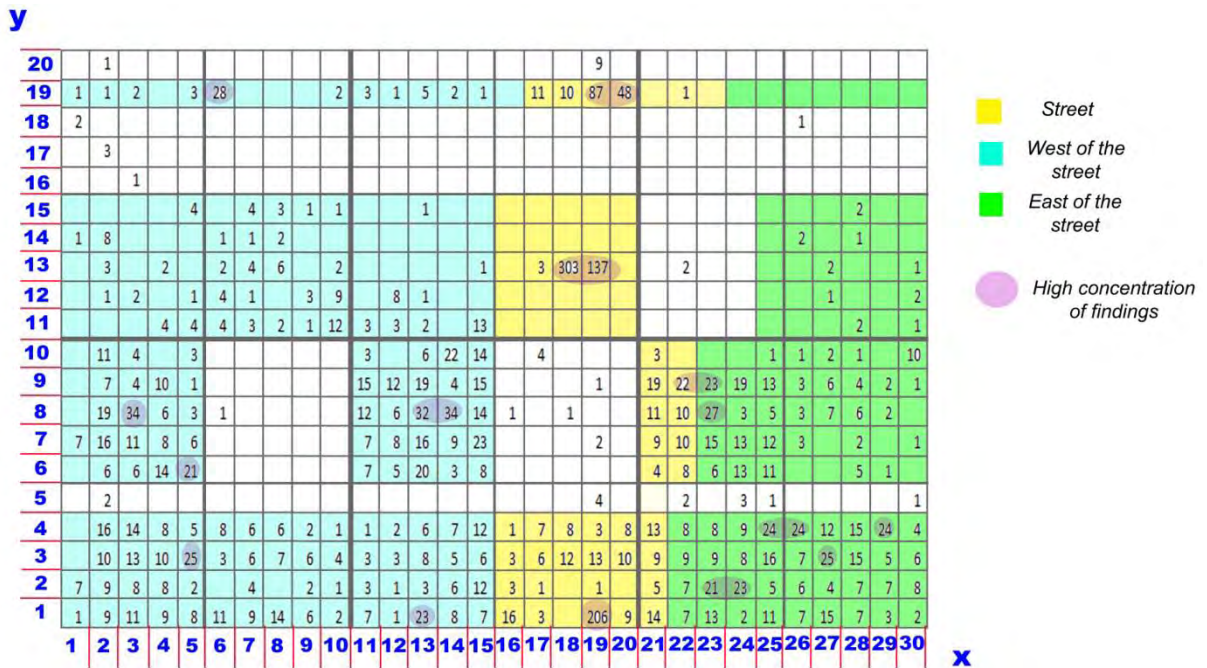 y
20 1 9
19 1 1 2 3 28 2 3 1 5 2 1 11 10 87 48 1
18 2 1
17 3
16 1
15 4 4 3 1 1 1 2
14 1 8 1 1 2 2 1
13 3 2 2 4 6 2 1 3 303 137 2 2 1
12 1 2 1 4 1 3 9 8 1 1 2
11 4 4 4 3 2 1 12 3 3 2 13 2 1
10 11 4 3 3 6 22 14 4 3 1 1 2 1 10
9 7 4 10 1 15 12 19 4 15 1 19 22 23 19 13 3 6 4 2 1
8 19 34 6 3 1 12 6 32 34 14 1 1 11 10 27 3 5 3 7 6 2
7 7 16 11 8 6 7 8 16 9 23 2 9 10 15 13 12 3 2 1
6 6 6 14 21 7 5 20 3 8 4 8 6 13 11 5 1
5 2 4 2 3 1 1
4 16 14 8 5 8 6 6 2 1 1 2 6 7 12 1 7 8 3 8 13 8 8 9 24 24 12 15 24 4
3 10 13 10 25 3 6 7 6 4 3 3 8 5 6 3 6 12 13 10 9 9 9 8 16 7 25 15 5 6
2 7 9 8 8 2 4 2 1 3 1 3 6 12 3 1 1 5 7 21 23 5 6 4 7 7 8
1 1 9 11 9 8 11 9 14 6 2 7 1 23 8 7 16 3 206 9 14 7 13 2 11 7 15 7 3 2
1 2 3 4 5 6 7 8 9 10 11 12 13 14 15 16 17 18 19 20 21 22 23 24 25 26 27 28 29 30
x
Street
West of the
street
East of the
street
High concentration
of findings